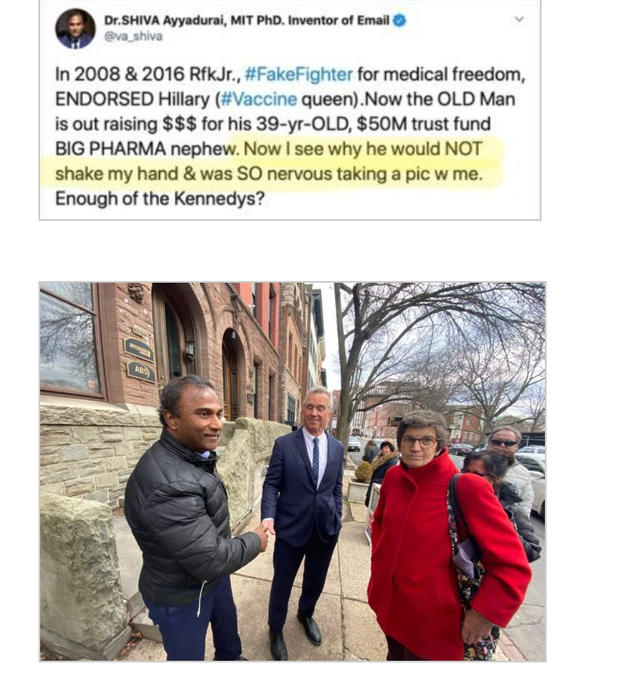 Dr.SHIVA Ayyadurai, MIT PhD. Inventor of Email
@va_shiva
In 2008 & 2016 RfkJr., #FakeFighter for medical freedom,
ENDORSED Hillary (#Vaccine queen).Now the OLD Man
is out raising $$$ for his 39-yr-OLD, $50M trust fund
BIG PHARMA nephew. Now I see why he would NOT
shake my hand & was SO nervous taking a pic w me.
Enough of the Kennedys?
ABS